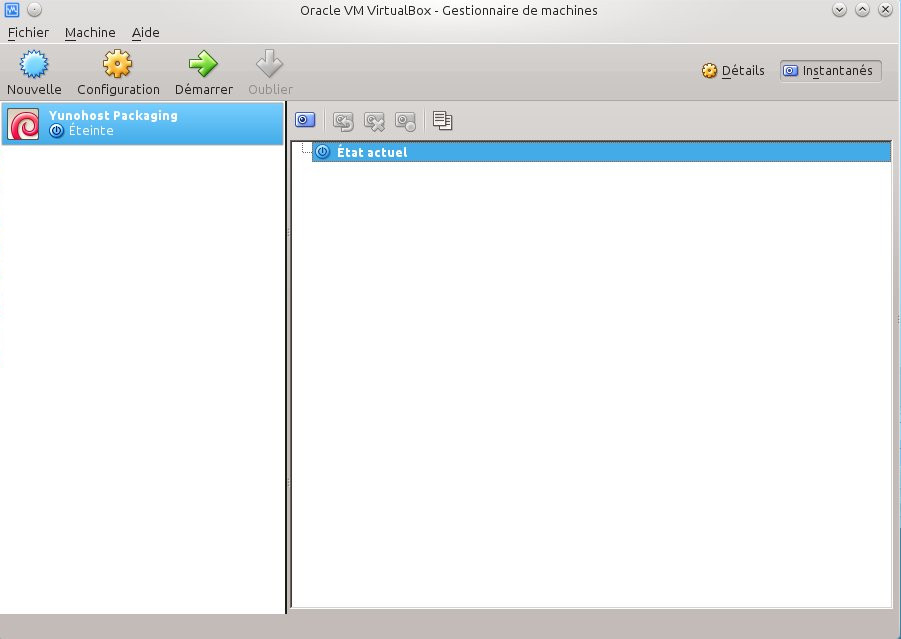 Oracle VM VirtualBox - Gestionnaire de machines
Fichier Machine Aide
Nouvelle Configuration Démarrer Oublier
Détails Instantanés
Yunohost Packaging
Éteinte
État actuel